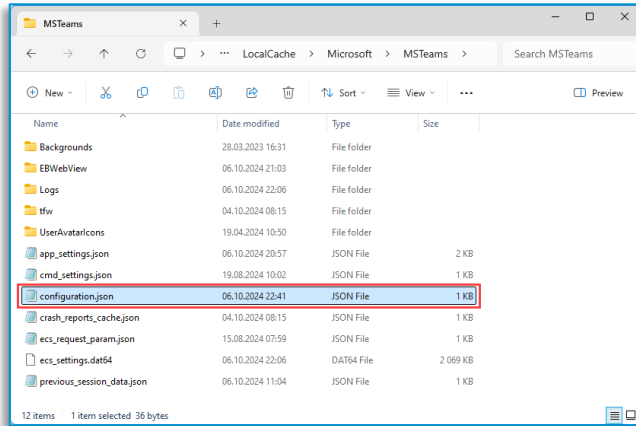 MSTeams
LocalCache > Microsoft > MSTeams > Search MSTeams
New Sort View Preview
Name Date modified Type Size
Backgrounds 28.03.2023 16:31 File folder
EBWebView 06.10.2024 21:03 File folder
Logs 06.10.2024 22:06 File folder
tfw 04.10.2024 08:15 File folder
UserAvatarIcons 19.04.2024 10:50 File folder
app_settings.json 06.10.2024 20:57 JSON File 2 KB
cmd_settings.json 19.08.2024 10:02 JSON File 1 KB
configuration.json 06.10.2024 22:41 JSON File 1 KB
crash_reports_cache.json 04.10.2024 08:15 JSON File 1 KB
ecs_request_param.json 15.08.2024 07:59 JSON File 1 KB
ecs_settings.dat64 06.10.2024 22:06 DAT64 File 2 069 KB
previous_session_data.json 06.10.2024 11:04 JSON File 1 KB
12 items 1 item selected 36 bytes